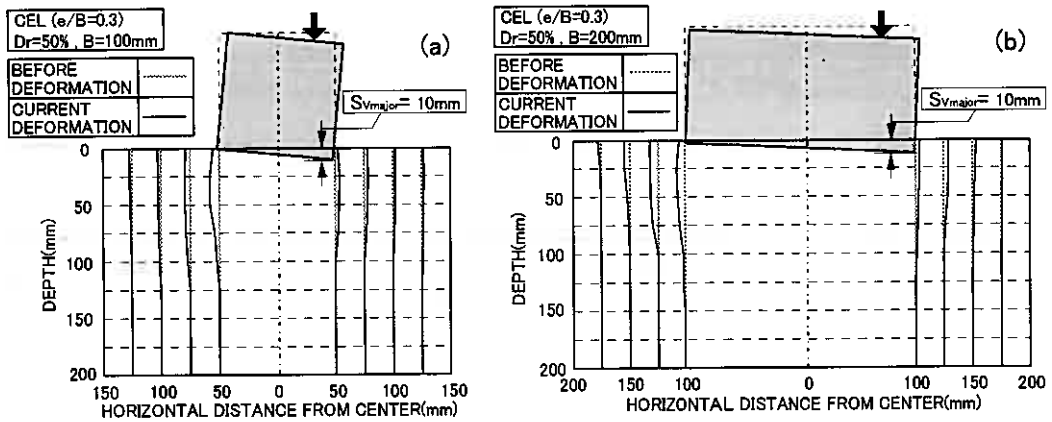 CEL (e/B=0.3)
Dr=50% , B=100mm
(a)
BEFORE
DEFORMATION
CURRENT
DEFORMATION
SVmajor= 10mm
0
50
100
150
200
DEPTH(mm)
150 100 50 0 50 100 150
HORIZONTAL DISTANCE FROM CENTER(mm)
CEL (e/B=0.3)
Dr=50% , B=200mm
(b)
BEFORE
DEFORMATION
CURRENT
DEFORMATION
SVmajor= 10mm
0
50
100
150
200
DEPTH(mm)
200 150 100 0 100 150 200
HORIZONTAL DISTANCE FROM CENTER(mm)